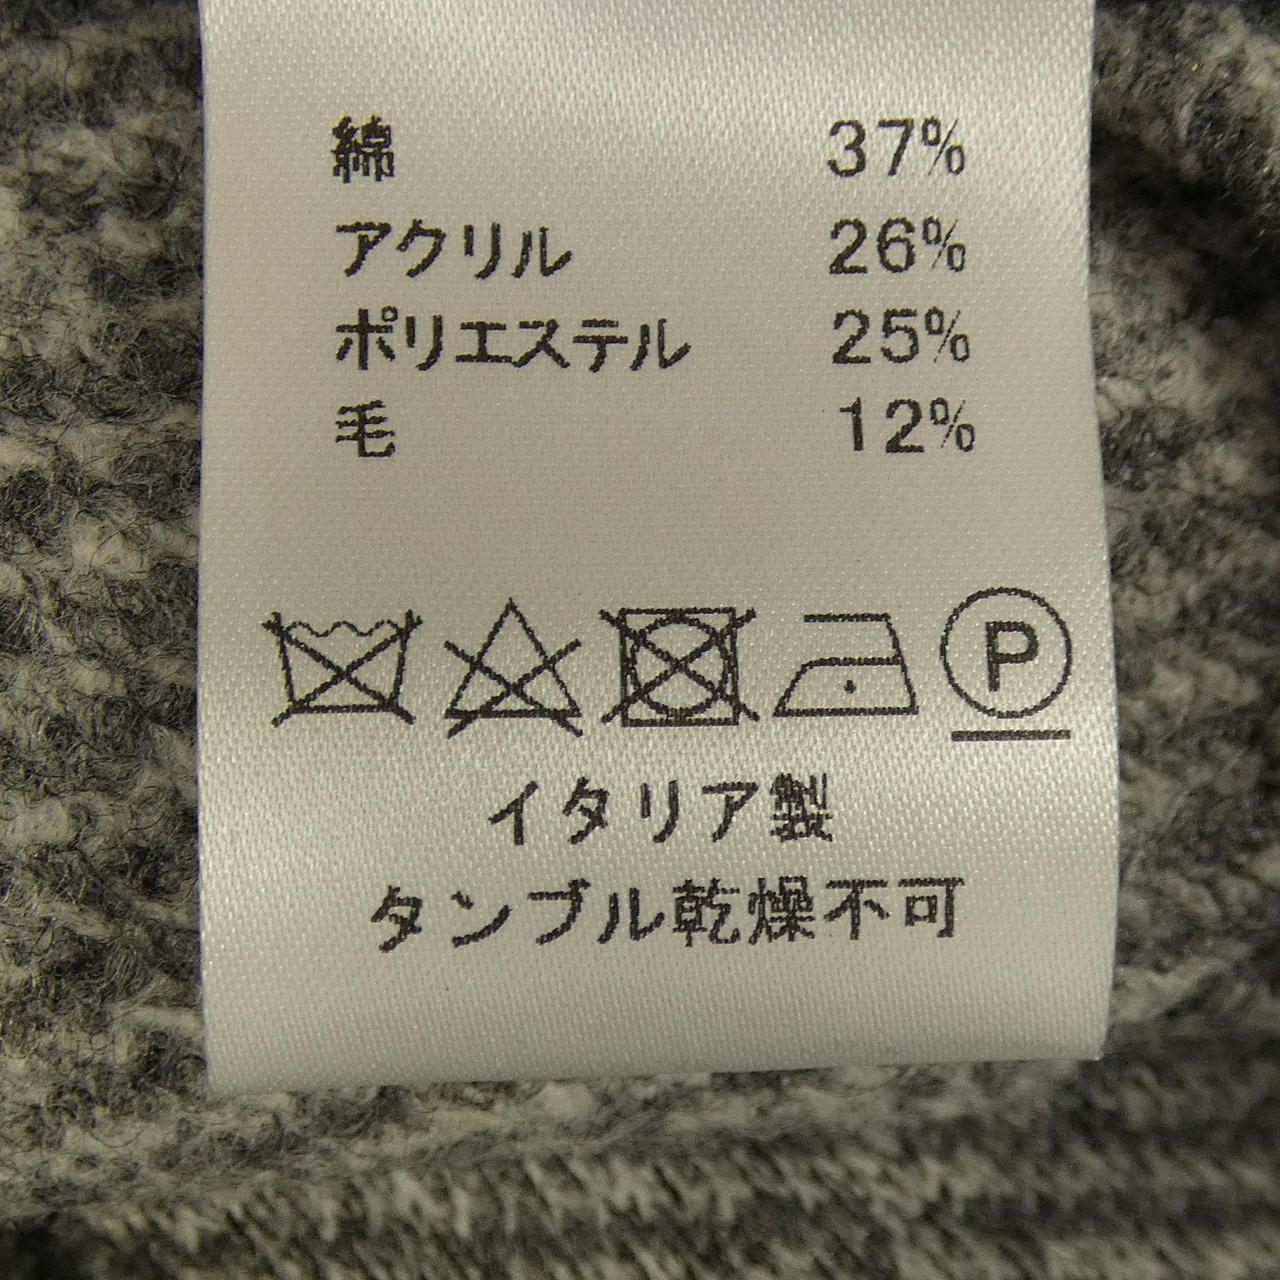 綿 37%
アクリル 26%
ポリエステル 25%
毛 12%
P
イタリア製
タンブル乾燥不可